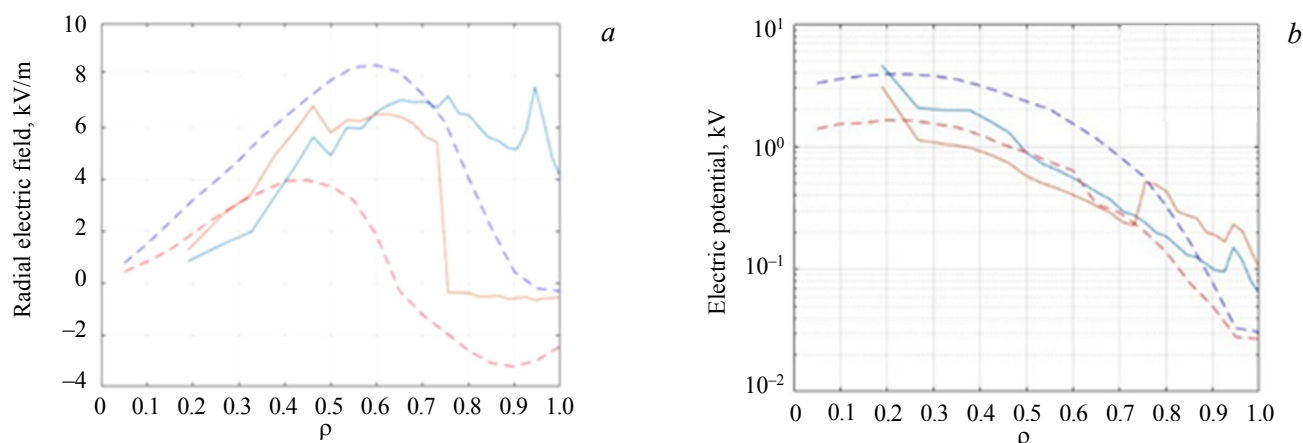 a
Radial electric field, kV/m
10
8
6
4
2
0
–2
–4
0 0.1 0.2 0.3 0.4 0.5 0.6 0.7 0.8 0.9 1.0
ρ
b
Electric potential, kV
10¹
10⁰
10⁻¹
10⁻²
0 0.1 0.2 0.3 0.4 0.5 0.6 0.7 0.8 0.9 1.0
ρ